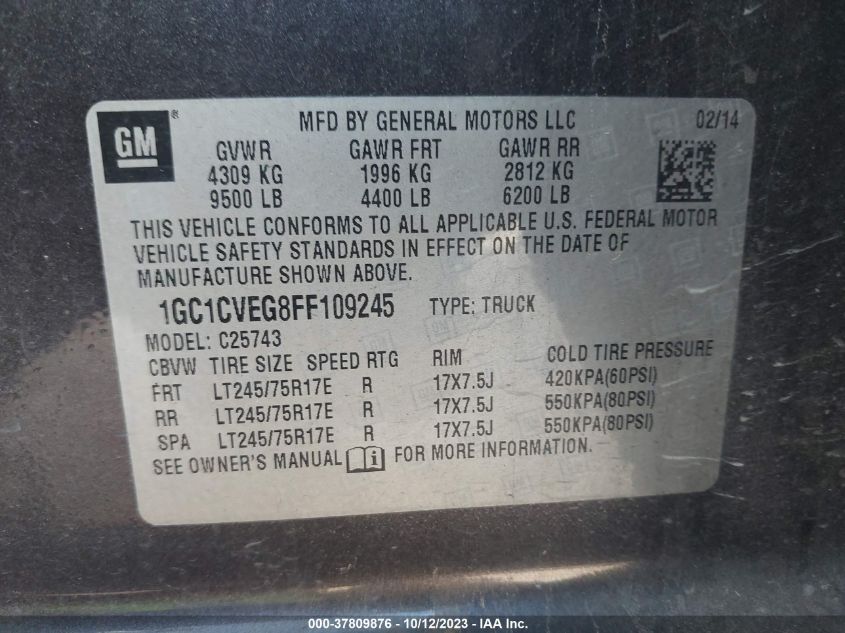 GM ®
MFD BY GENERAL MOTORS LLC 02/14
GVWR GAWR FRT GAWR RR
4309 KG 1996 KG 2812 KG
9500 LB 4400 LB 6200 LB
THIS VEHICLE CONFORMS TO ALL APPLICABLE U.S. FEDERAL MOTOR
VEHICLE SAFETY STANDARDS IN EFFECT ON THE DATE OF
MANUFACTURE SHOWN ABOVE.
1GC1CVEG8FF109245 TYPE: TRUCK
MODEL: C25743
CBVW TIRE SIZE SPEED RTG RIM COLD TIRE PRESSURE
FRT LT245/75R17E R 17X7.5J 420KPA(60PSI)
RR LT245/75R17E R 17X7.5J 550KPA(80PSI)
SPA LT245/75R17E R 17X7.5J 550KPA(80PSI)
SEE OWNER'S MANUAL i FOR MORE INFORMATION.
000-37809876 - 10/12/2023 - IAA Inc.